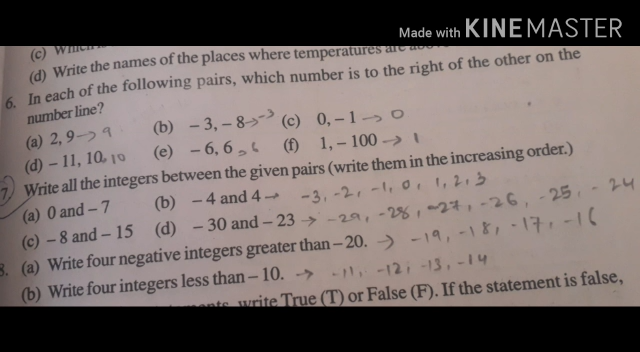 Made with KINEMASTER
(c) Which
(d) Write the names of the places where temperatures are above
6. In each of the following pairs, which number is to the right of the other on the
number line?
(a) 2, 9 → 9 (b) – 3, – 8 → -3 (c) 0, – 1 → 0
(d) – 11, 10 10 (e) – 6, 6 → 6 (f) 1, – 100 → 1
7. Write all the integers between the given pairs (write them in the increasing order.)
(a) 0 and – 7 (b) – 4 and 4 → -3, -2, -1, 0, 1, 2, 3
(c) – 8 and – 15 (d) – 30 and – 23 → -29, -28, -27, -26, -25, -24
8. (a) Write four negative integers greater than – 20. → -19, -18, -17, -16
(b) Write four integers less than – 10. → -11, -12, -13, -14
write True (T) or False (F). If the statement is false,